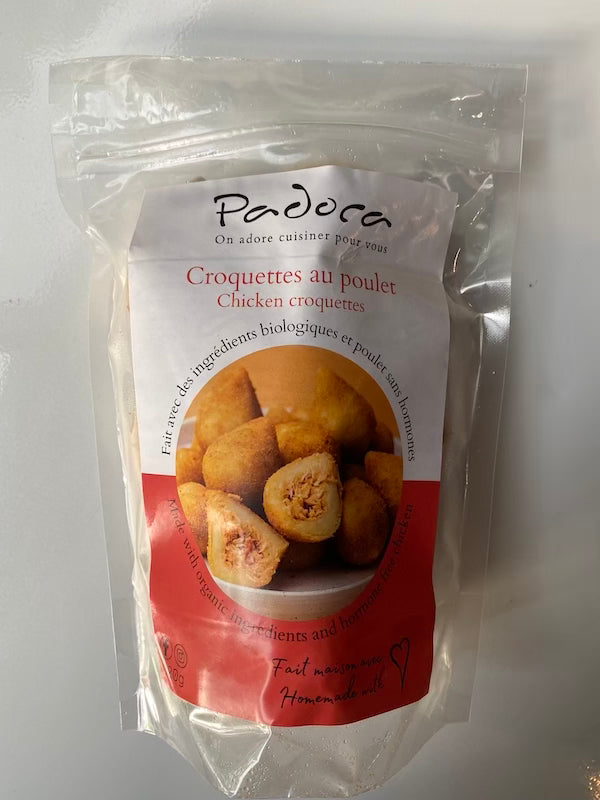 Padoca
On adore cuisiner pour vous
Croquettes au poulet
Chicken croquettes
Fait avec des ingrédients biologiques et poulet sans hormones
Made with organic ingredients and hormone free chicken
Fait maison avec
Homemade with